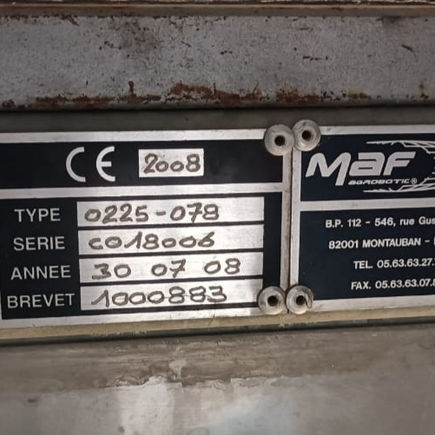 CE 2008
TYPE 0225-078
SERIE C018006
ANNEE 30 07 08
BREVET 1000883
MAF
AGROBOTIC
B.P. 112 - 546, rue
82001 MONTAUBAN -
TEL. 05.63.63.27.
FAX. 05.63.63.07.